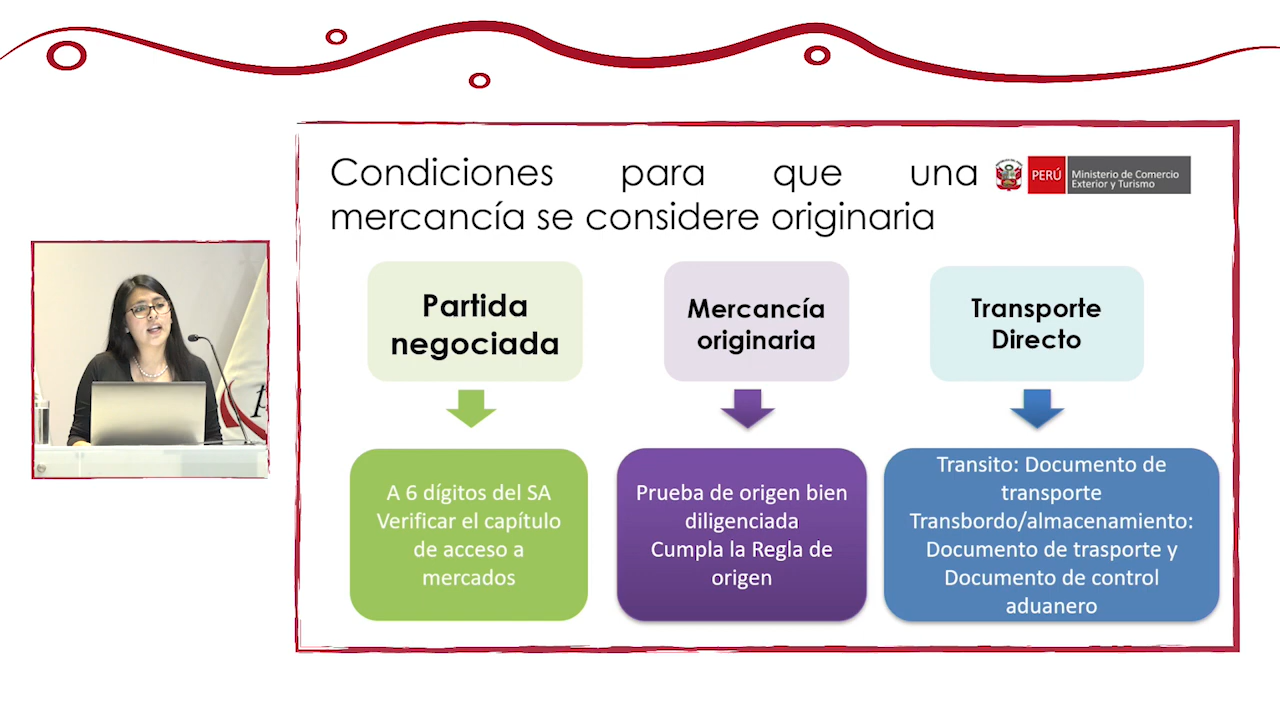 Condiciones para que una
mercancía se considere originaria
PERÚ
Ministerio de Comercio
Exterior y Turismo
Partida
negociada
Mercancía
originaria
Transporte
Directo
A 6 dígitos del SA
Verificar el capítulo
de acceso a
mercados
Prueba de origen bien
diligenciada
Cumpla la Regla de
origen
Transito: Documento de
transporte
Transbordo/almacenamiento:
Documento de trasporte y
Documento de control
aduanero